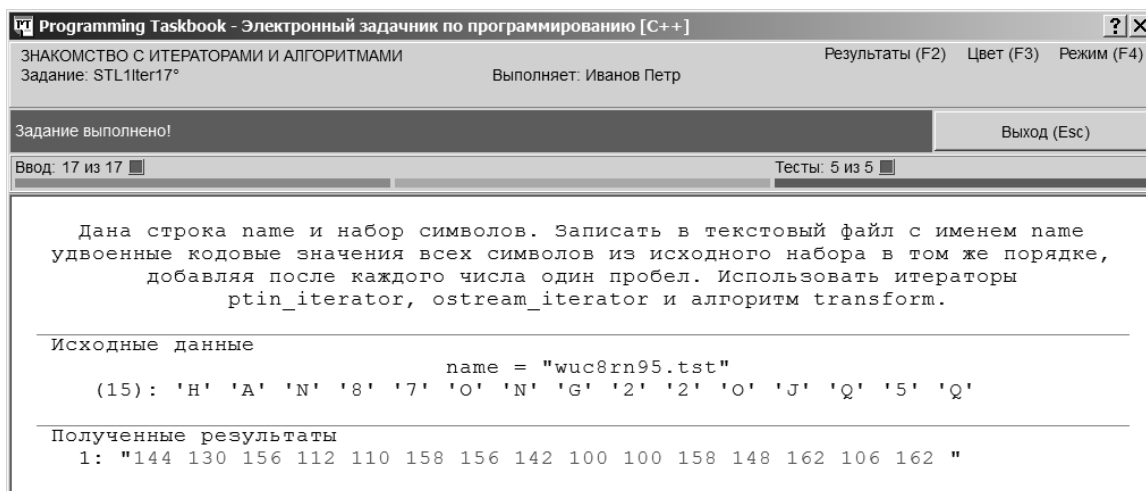 Programming Taskbook - Электронный задачник по программированию [C++]
ЗНАКОМСТВО С ИТЕРАТОРАМИ И АЛГОРИТМАМИ
Результаты (F2) Цвет (F3) Режим (F4)
Задание: STL1Iter17°
Выполняет: Иванов Петр
Задание выполнено!
Выход (Esc)
Ввод: 17 из 17
Тесты: 5 из 5
Дана строка name и набор символов. Записать в текстовый файл с именем name
удвоенные кодовые значения всех символов из исходного набора в том же порядке,
добавляя после каждого числа один пробел. Использовать итераторы
ptin_iterator, ostream_iterator и алгоритм transform.
Исходные данные
name = "wuc8rn95.tst"
(15): 'H' 'A' 'N' '8' '7' 'O' 'N' 'G' '2' '2' 'O' 'J' 'Q' '5' 'Q'
Полученные результаты
1: "144 130 156 112 110 158 156 142 100 100 158 148 162 106 162 "